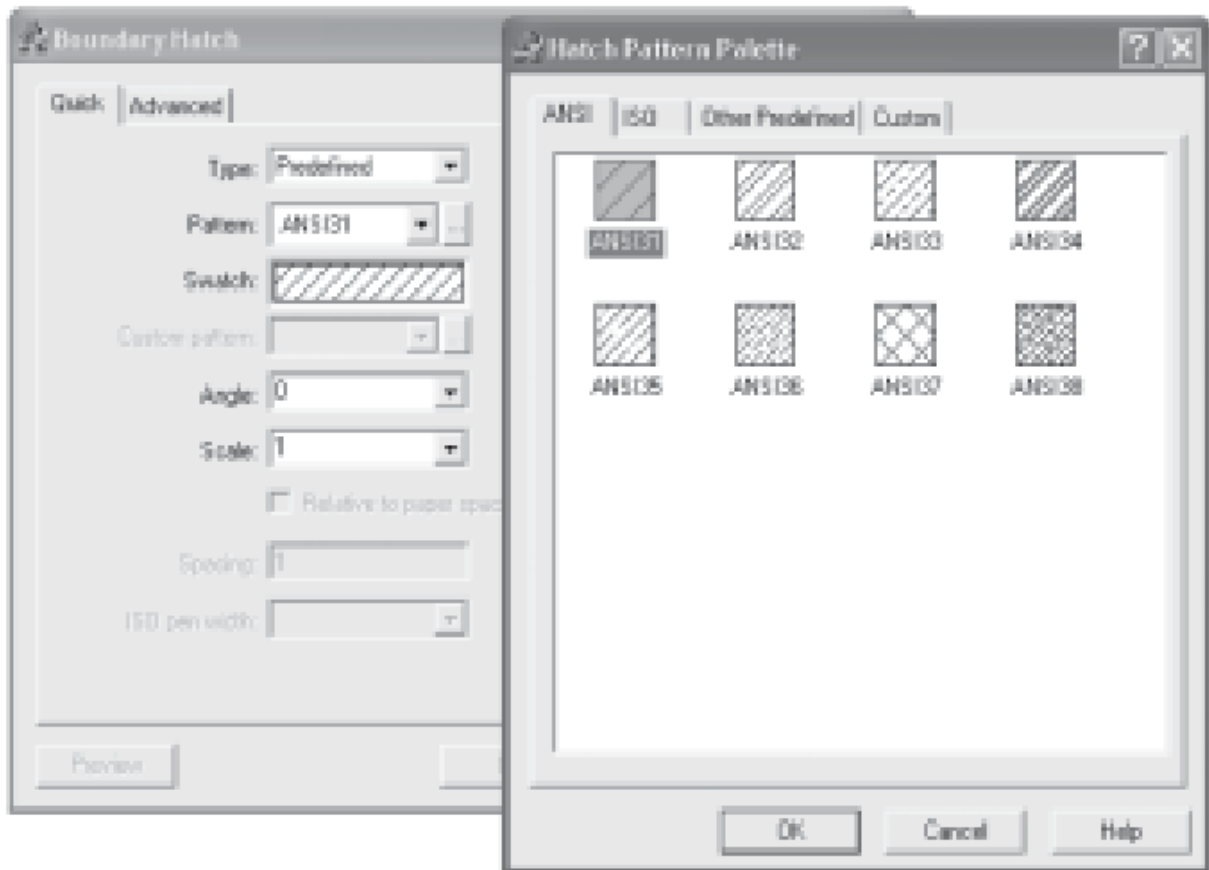 Boundary Hatch
Quick Advanced
Type: Predefined
Pattern: ANSI31 ...
Swatch:
Custom pattern:
Angle: 0
Scale: 1
Relative to paper spac
Spacing: 1
ISO pen width:
Preview
Hatch Pattern Palette
ANSI ISO Other Predefined Custom
ANSI31 ANSI32 ANSI33 ANSI34
ANSI35 ANSI36 ANSI37 ANSI38
OK Cancel Help